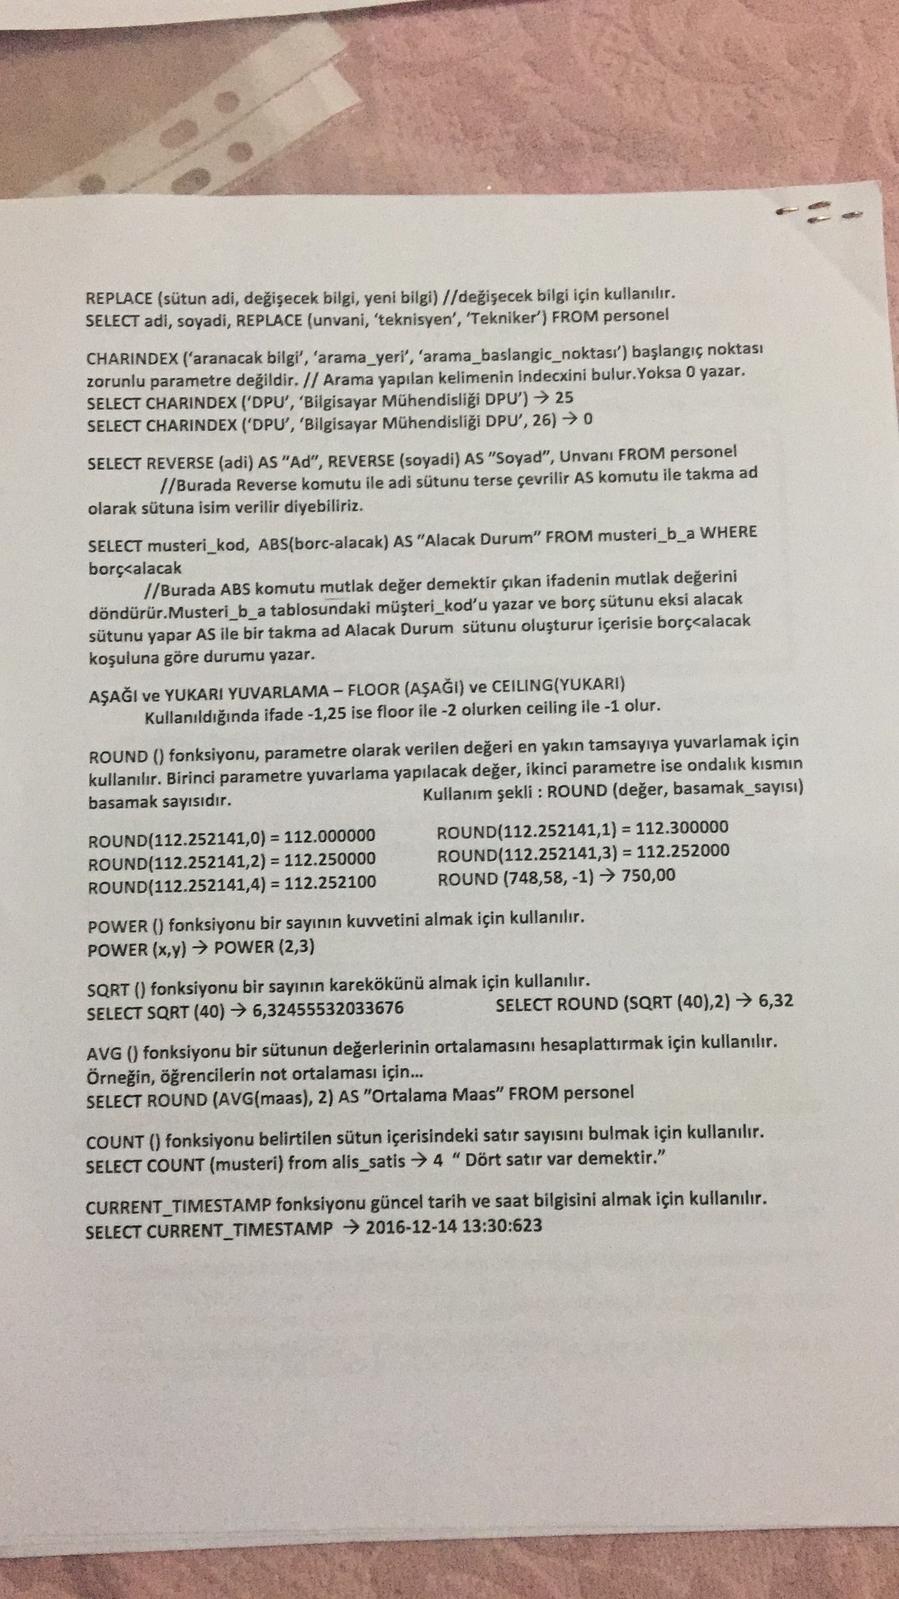 REPLACE (sütun adi, değişecek bilgi, yeni bilgi) //değişecek bilgi için kullanılır.
SELECT adi, soyadi, REPLACE (unvani, ‘teknisyen’, ‘Tekniker’) FROM personel
CHARINDEX (‘aranacak bilgi’, ‘arama_yeri’, ‘arama_baslangic_noktası’) başlangıç noktası
zorunlu parametre değildir. // Arama yapılan kelimenin indecxini bulur.Yoksa 0 yazar.
SELECT CHARINDEX (‘DPU’, ‘Bilgisayar Mühendisliği DPU’) → 25
SELECT CHARINDEX (‘DPU’, ‘Bilgisayar Mühendisliği DPU’, 26) → 0
SELECT REVERSE (adi) AS “Ad”, REVERSE (soyadi) AS “Soyad”, Unvanı FROM personel
//Burada Reverse komutu ile adi sütunu terse çevrilir AS komutu ile takma ad
olarak sütuna isim verilir diyebiliriz.
SELECT musteri_kod, ABS(borc-alacak) AS “Alacak Durum” FROM musteri_b_a WHERE
borç<alacak
//Burada ABS komutu mutlak değer demektir çıkan ifadenin mutlak değerini
döndürür.Musteri_b_a tablosundaki müşteri_kod’u yazar ve borç sütunu eksi alacak
sütunu yapar AS ile bir takma ad Alacak Durum sütunu oluşturur içerisie borç<alacak
koşuluna göre durumu yazar.
AŞAĞI ve YUKARI YUVARLAMA – FLOOR (AŞAĞI) ve CEILING(YUKARI)
Kullanıldığında ifade -1,25 ise floor ile -2 olurken ceiling ile -1 olur.
ROUND () fonksiyonu, parametre olarak verilen değeri en yakın tamsayıya yuvarlamak için
kullanılır. Birinci parametre yuvarlama yapılacak değer, ikinci parametre ise ondalık kısmın
basamak sayısıdır. Kullanım şekli : ROUND (değer, basamak_sayısı)
ROUND(112.252141,0) = 112.000000 ROUND(112.252141,1) = 112.300000
ROUND(112.252141,2) = 112.250000 ROUND(112.252141,3) = 112.252000
ROUND(112.252141,4) = 112.252100 ROUND (748,58, -1) → 750,00
POWER () fonksiyonu bir sayının kuvvetini almak için kullanılır.
POWER (x,y) → POWER (2,3)
SQRT () fonksiyonu bir sayının karekökünü almak için kullanılır.
SELECT SQRT (40) → 6,32455532033676 SELECT ROUND (SQRT (40),2) → 6,32
AVG () fonksiyonu bir sütunun değerlerinin ortalamasını hesaplattırmak için kullanılır.
Örneğin, öğrencilerin not ortalaması için...
SELECT ROUND (AVG(maas), 2) AS “Ortalama Maas” FROM personel
COUNT () fonksiyonu belirtilen sütun içerisindeki satır sayısını bulmak için kullanılır.
SELECT COUNT (musteri) from alis_satis → 4 “ Dört satır var demektir.”
CURRENT_TIMESTAMP fonksiyonu güncel tarih ve saat bilgisini almak için kullanılır.
SELECT CURRENT_TIMESTAMP → 2016-12-14 13:30:623